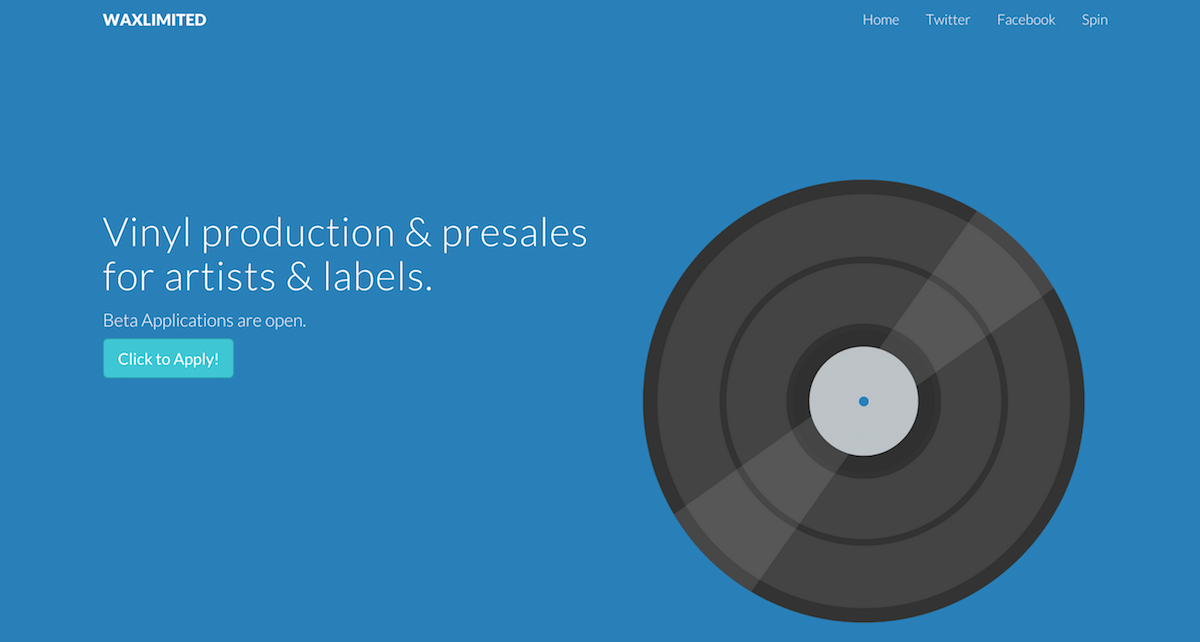 WAXLIMITED
Home Twitter Facebook Spin
Vinyl production & presales
for artists & labels.
Beta Applications are open.
Click to Apply!